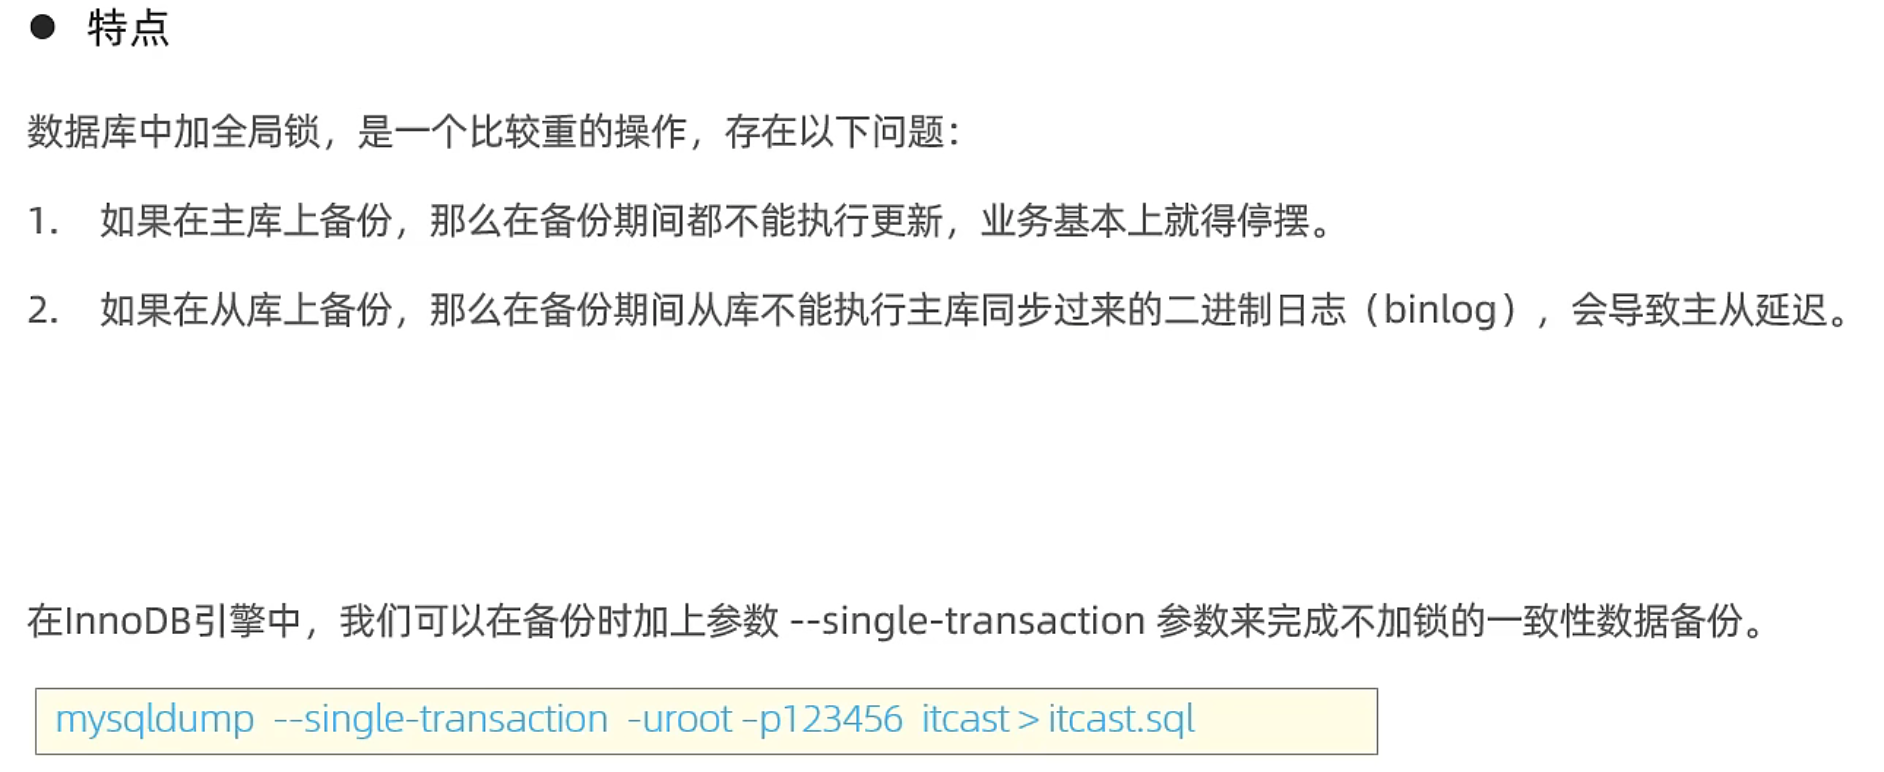 ● 特点
数据库中加全局锁，是一个比较重的操作，存在以下问题：
1. 如果在主库上备份，那么在备份期间都不能执行更新，业务基本上就得停摆。
2. 如果在从库上备份，那么在备份期间从库不能执行主库同步过来的二进制日志（binlog），会导致主从延迟。
在InnoDB引擎中，我们可以在备份时加上参数 --single-transaction 参数来完成不加锁的一致性数据备份。
mysqldump --single-transaction -uroot –p123456 itcast > itcast.sql